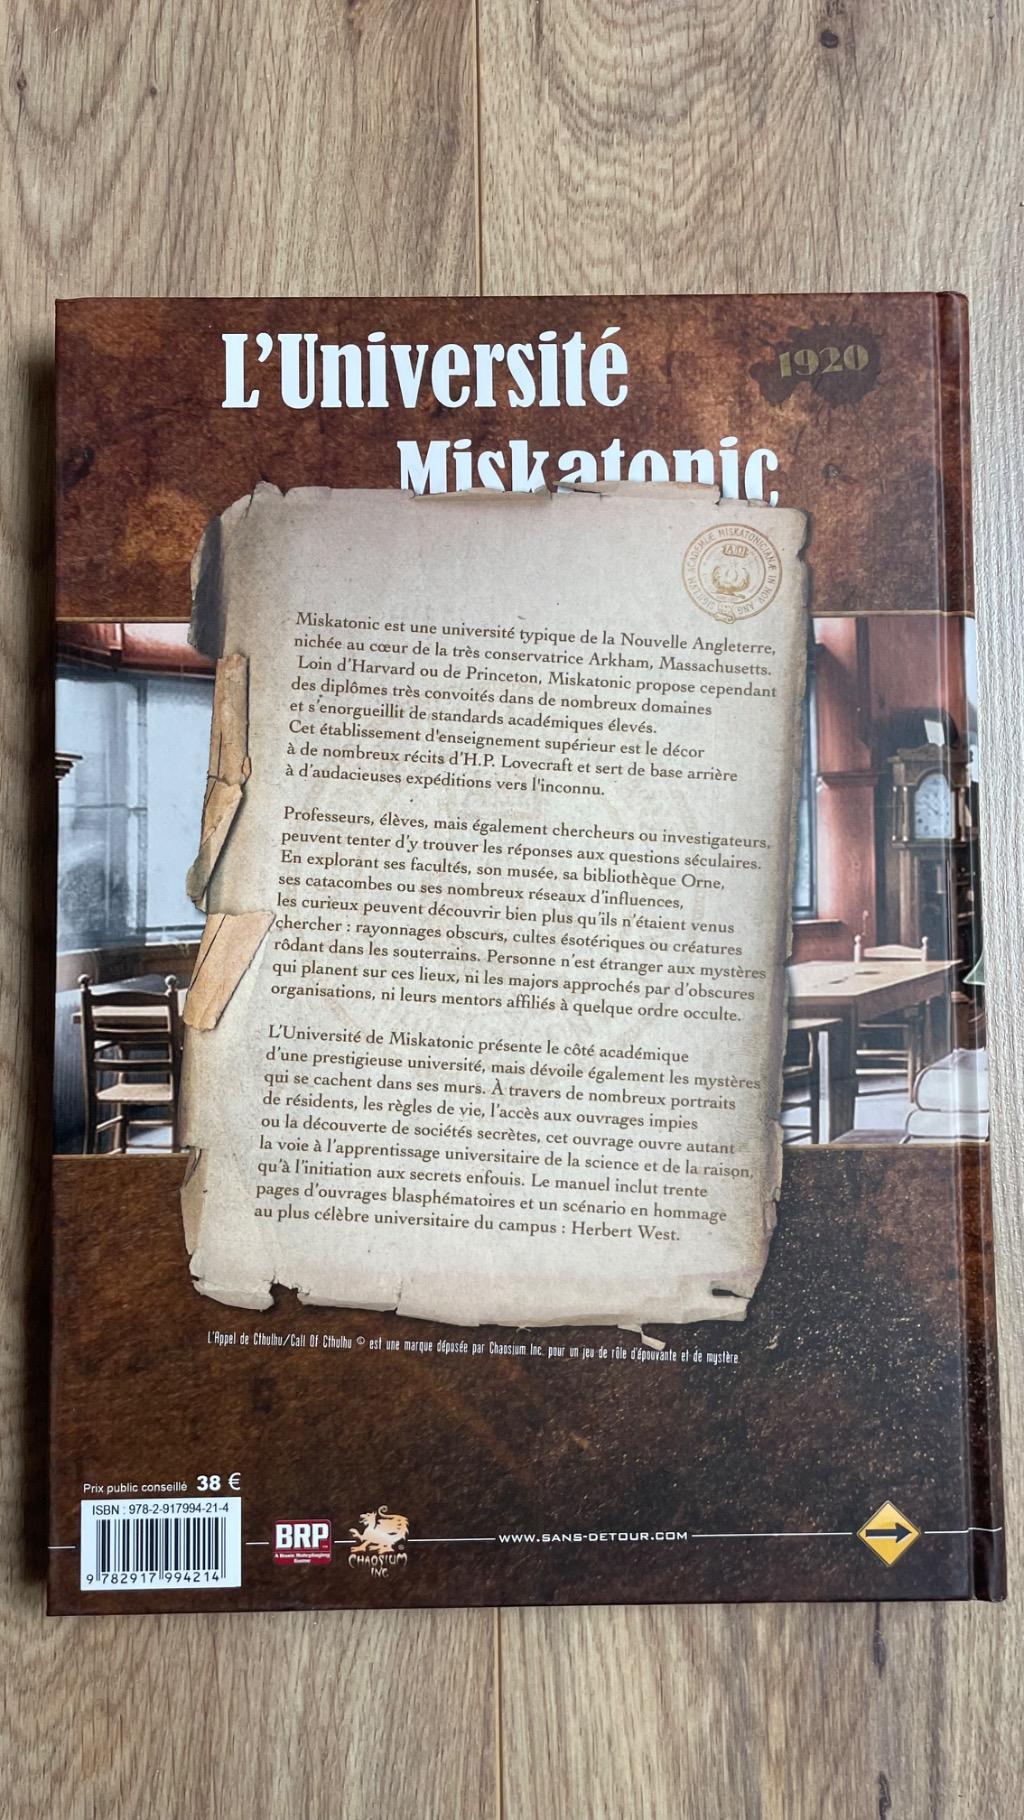 L'Université
1920
Miskatonic
SIGILLVM ACADEMIÆ MISKATONICIANÆ IN NOV ANG
Miskatonic est une université typique de la Nouvelle Angleterre,
nichée au cœur de la très conservatrice Arkham, Massachusetts.
Loin d'Harvard ou de Princeton, Miskatonic propose cependant
des diplômes très convoités dans de nombreux domaines
et s'enorgueillit de standards académiques élevés.
Cet établissement d'enseignement supérieur est le décor
à de nombreux récits d'H.P. Lovecraft et sert de base arrière
à d'audacieuses expéditions vers l'inconnu.
Professeurs, élèves, mais également chercheurs ou investigateurs,
peuvent tenter d'y trouver les réponses aux questions séculaires.
En explorant ses facultés, son musée, sa bibliothèque Orne,
ses catacombes ou ses nombreux réseaux d'influences,
les curieux peuvent découvrir bien plus qu'ils n'étaient venus
chercher : rayonnages obscurs, cultes ésotériques ou créatures
rôdant dans les souterrains. Personne n'est étranger aux mystères
qui planent sur ces lieux, ni les majors approchés par d'obscures
organisations, ni leurs mentors affiliés à quelque ordre occulte.
L'Université de Miskatonic présente le côté académique
d'une prestigieuse université, mais dévoile également les mystères
qui se cachent dans ses murs. À travers de nombreux portraits
de résidents, les règles de vie, l'accès aux ouvrages impies
ou la découverte de sociétés secrètes, cet ouvrage ouvre autant
la voie à l'apprentissage universitaire de la science et de la raison,
qu'à l'initiation aux secrets enfouis. Le manuel inclut trente
pages d'ouvrages blasphématoires et un scénario en hommage
au plus célèbre universitaire du campus : Herbert West.
L'Appel de Cthulhu/Call Of Cthulhu © est une marque déposée par Chaosium Inc. pour un jeu de rôle d'épouvante et de mystère.
Prix public conseillé 38 €
ISBN : 978-2-917994-21-4
9 782917 994214
BRP
A Basic Roleplaying
Game
CHAOSIUM
INC.
WWW.SANS-DETOUR.COM